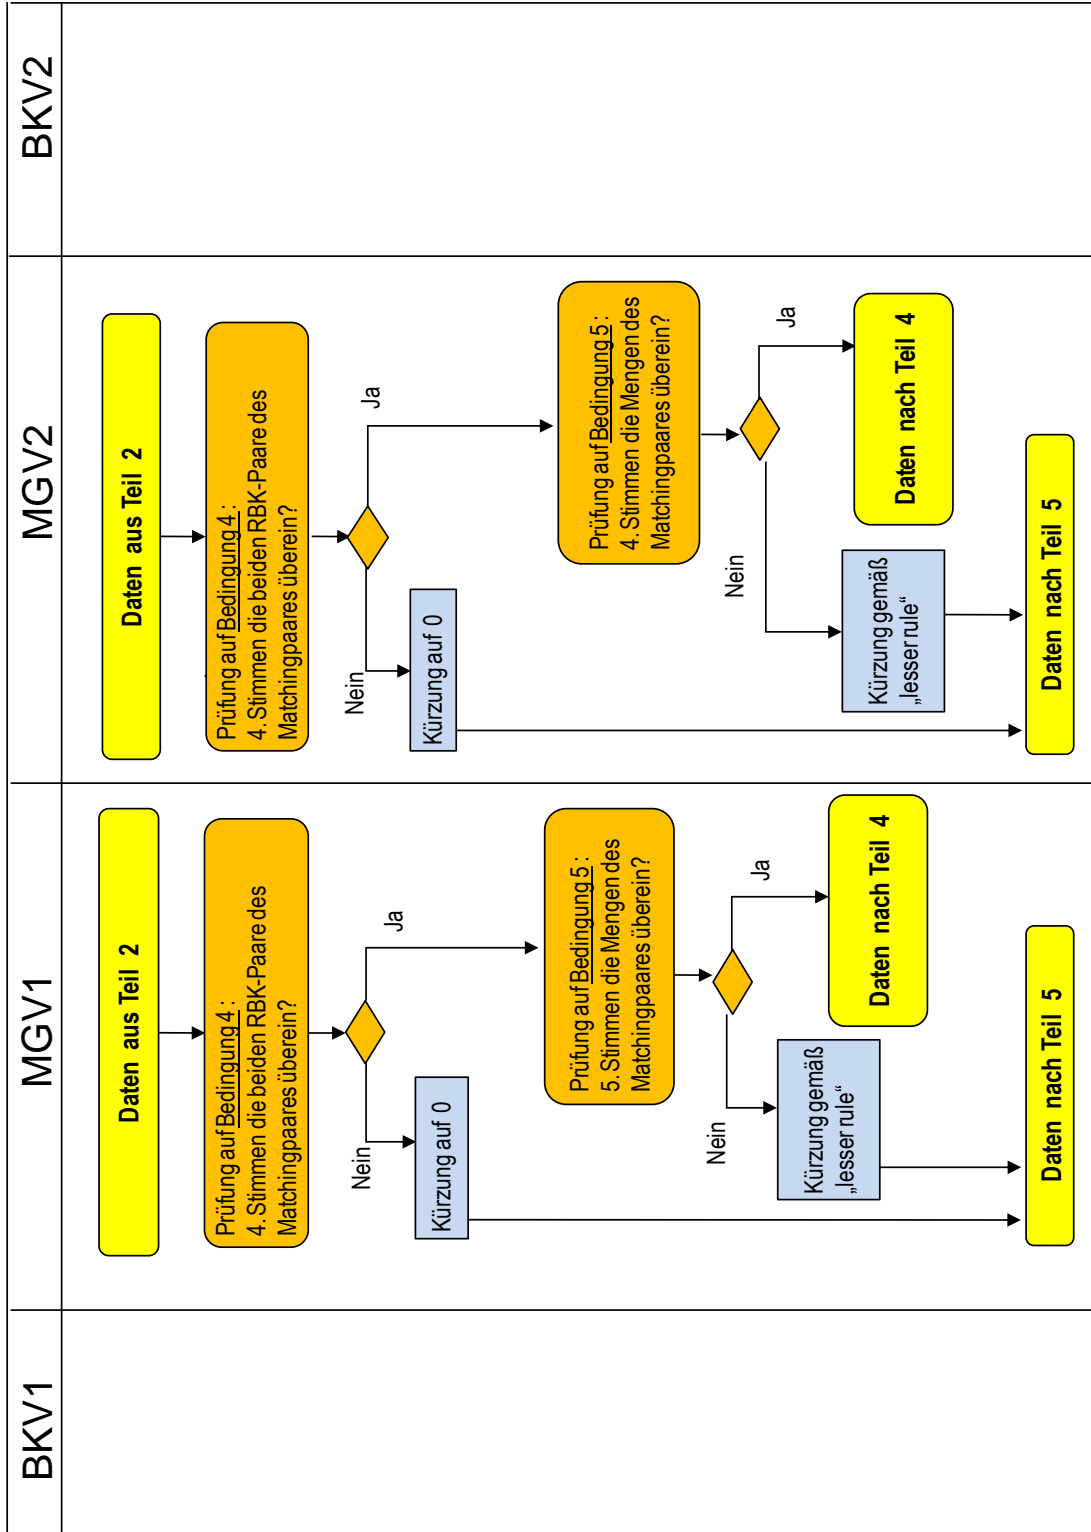 BKV1
MGV1
MGV2
BKV2
Daten aus Teil 2
Prüfung auf Bedingung 4 :
4. Stimmen die beiden RBK-Paare des
Matchingpaares überein?
Nein
Ja
Kürzung auf 0
Prüfung auf Bedingung 5 :
5. Stimmen die Mengen des
Matchingpaares überein?
Nein
Ja
Kürzung gemäß
„lesser rule“
Daten nach Teil 4
Daten nach Teil 5
Daten aus Teil 2
Prüfung auf Bedingung 4 :
4. Stimmen die beiden RBK-Paare des
Matchingpaares überein?
Nein
Ja
Kürzung auf 0
Prüfung auf Bedingung 5 :
4. Stimmen die Mengen des
Matchingpaares überein?
Nein
Ja
Kürzung gemäß
„lesser rule“
Daten nach Teil 4
Daten nach Teil 5